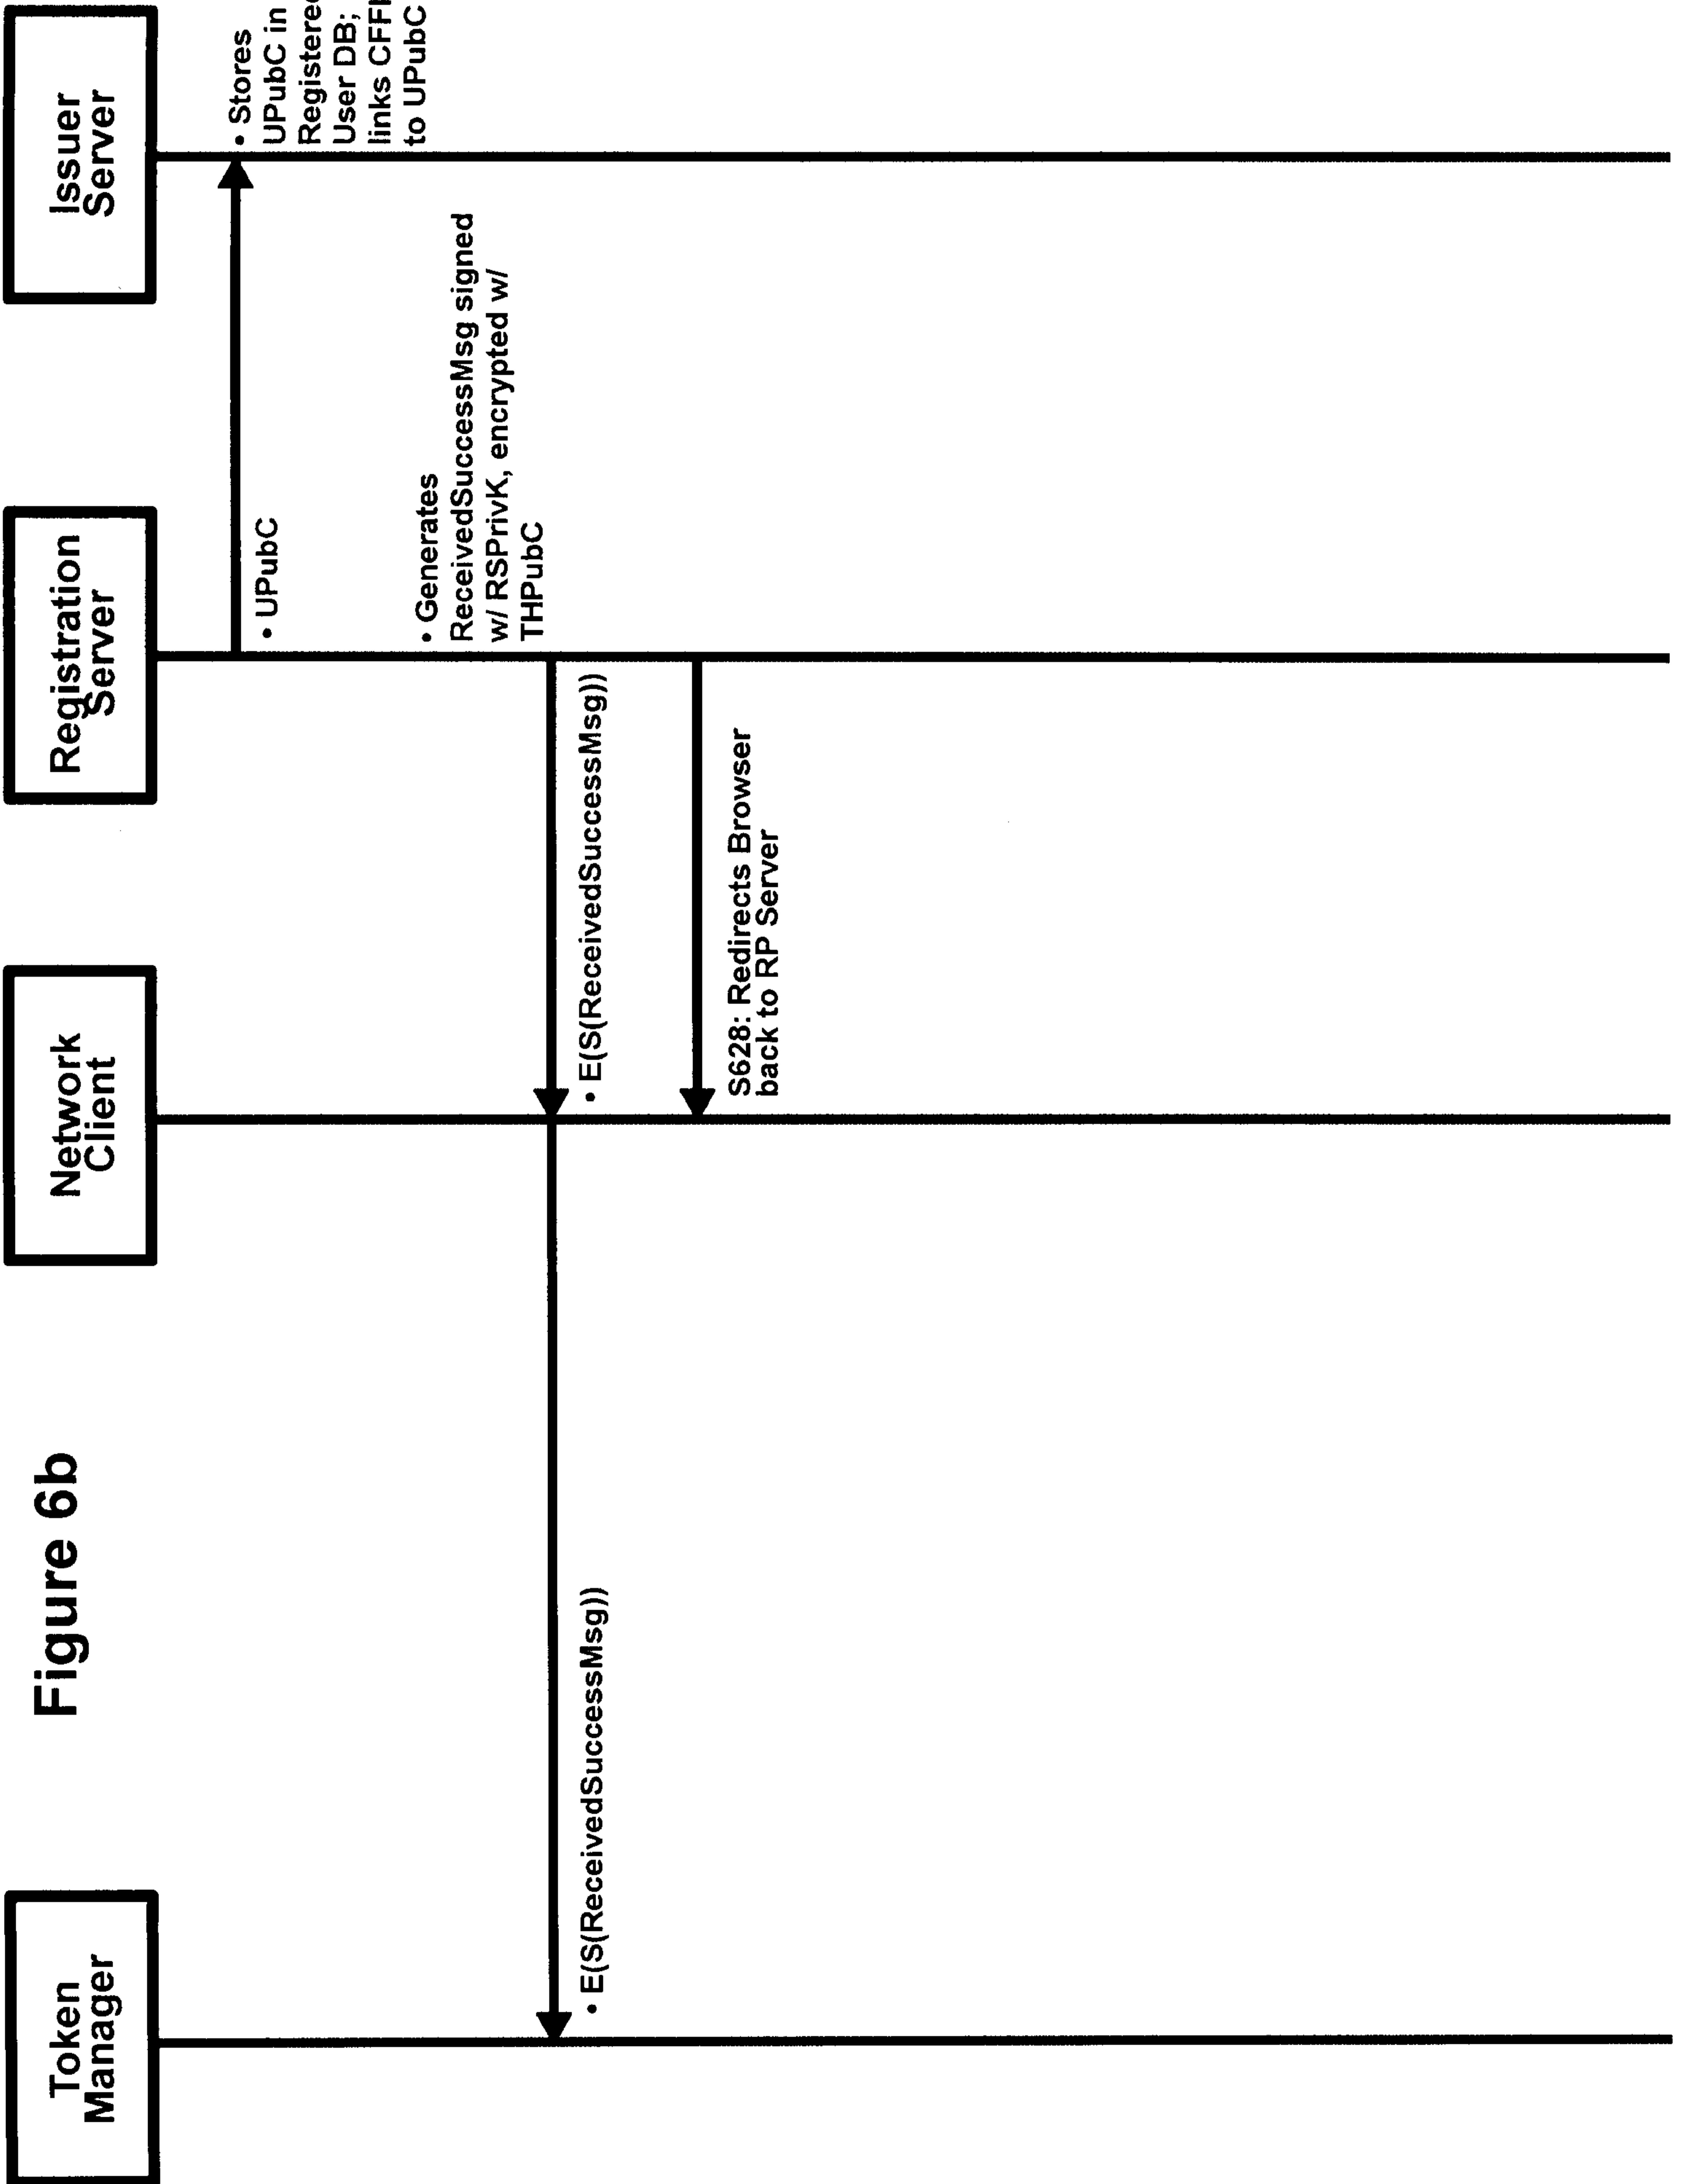 Figure 6b
Token
Manager
Network
Client
Registration
Server
Issuer
Server
• UPubC
• Stores
UPubC in
User DB;
to UPubC
links
• Generates
ReceivedSuccessMsg signed
w/ RSPrivK, encrypted w/
THPubC
• E(S(ReceivedSuccessMsg))
• E(S(ReceivedSuccessMsg))
S628: Redirects Browser
back to RP Server